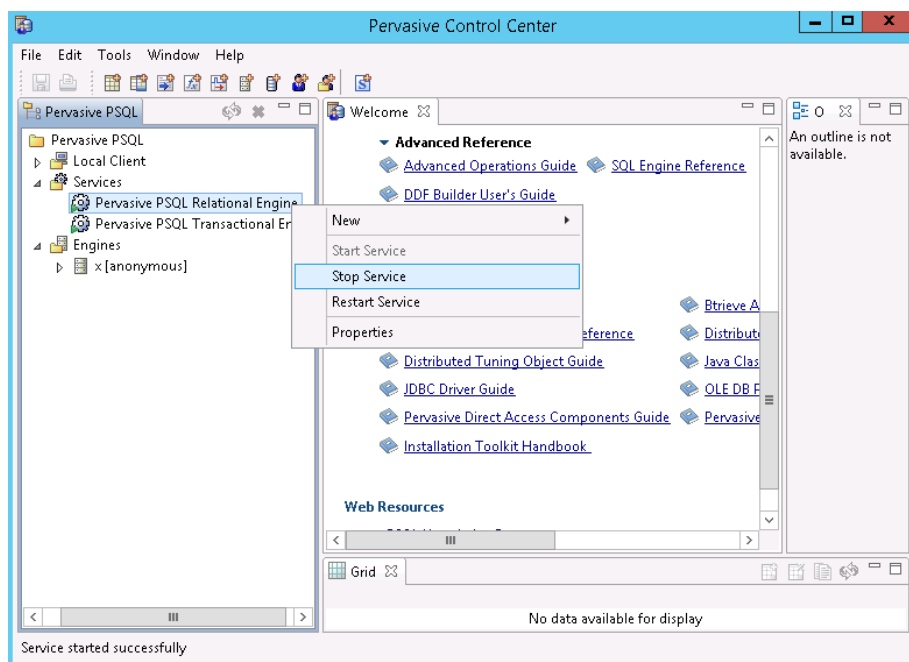 Pervasive Control Center
File Edit Tools Window Help
Pervasive PSQL
Pervasive PSQL
Local Client
Services
Pervasive PSQL Relational Engine
Pervasive PSQL Transactional En
Engines
x [anonymous]
New
Start Service
Stop Service
Restart Service
Properties
Welcome
Advanced Reference
Advanced Operations Guide SQL Engine Reference
DDF Builder User's Guide
Btrieve A
eference Distribut
Distributed Tuning Object Guide Java Clas
JDBC Driver Guide OLE DB P
Pervasive Direct Access Components Guide Pervasive
Installation Toolkit Handbook
Web Resources
O
An outline is not
available.
Grid
No data available for display
Service started successfully